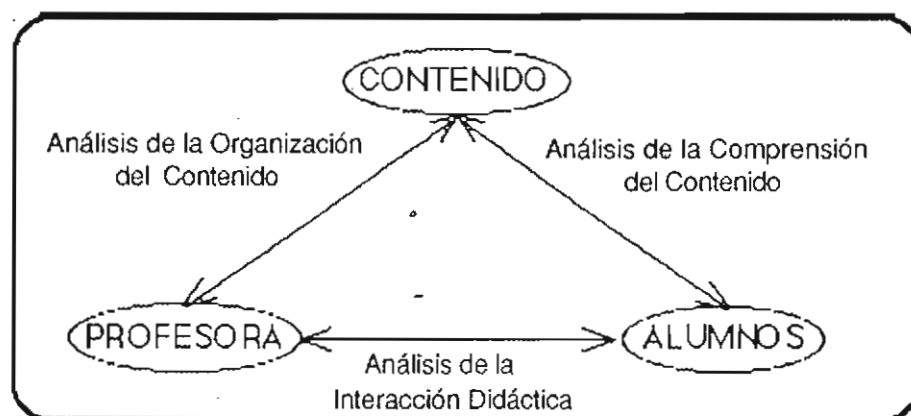 CONTENIDO
Análisis de la Organización
del Contenido
Análisis de la Comprensión
del Contenido
PROFESORA
ALUMNOS
Análisis de la
Interacción Didáctica